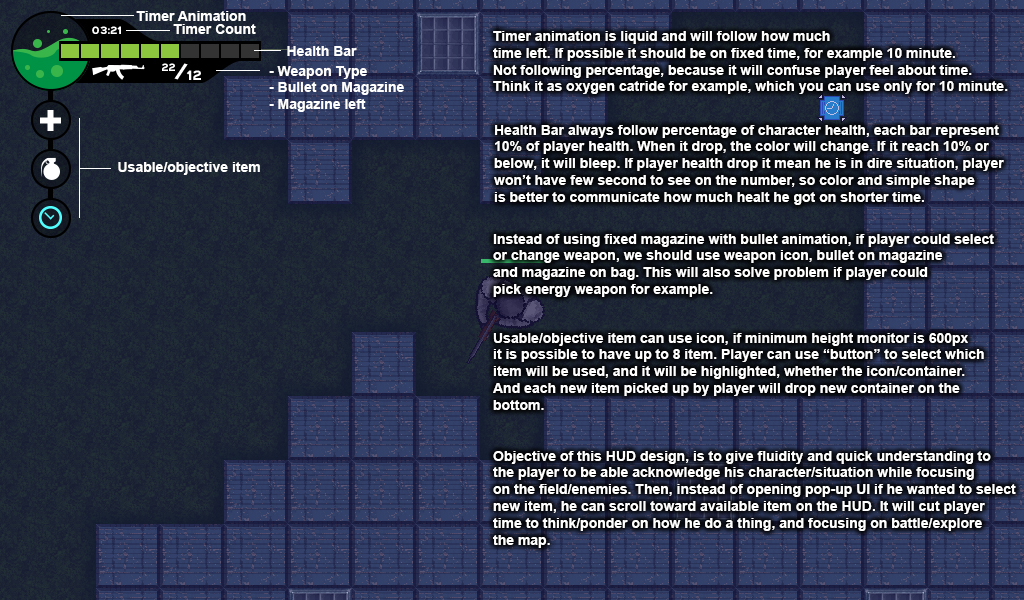 Timer Animation
03:21
Timer Count
Health Bar
22/12
- Weapon Type
- Bullet on Magazine
- Magazine left
Usable/objective item
Timer animation is liquid and will follow how much
time left. If possible it should be on fixed time, for example 10 minute.
Not following percentage, because it will confuse player feel about time.
Think it as oxygen catride for example, which you can use only for 10 minute.
Health Bar always follow percentage of character health, each bar represent
10% of player health. When it drop, the color will change. If it reach 10% or
below, it will bleep. If player health drop it mean he is in dire situation, player
won't have few second to see on the number, so color and simple shape
is better to communicate how much healt he got on shorter time.
Instead of using fixed magazine with bullet animation, if player could select
or change weapon, we should use weapon icon, bullet on magazine
and magazine on bag. This will also solve problem if player could
pick energy weapon for example.
Usable/objective item can use icon, if minimum height monitor is 600px
it is possible to have up to 8 item. Player can use “button” to select which
item will be used, and it will be highlighted, whether the icon/container.
And each new item picked up by player will drop new container on the
bottom.
Objective of this HUD design, is to give fluidity and quick understanding to
the player to be able acknowledge his character/situation while focusing
on the field/enemies. Then, instead of opening pop-up UI if he wanted to select
new item, he can scroll toward available item on the HUD. It will cut player
time to think/ponder on how he do a thing, and focusing on battle/explore
the map.